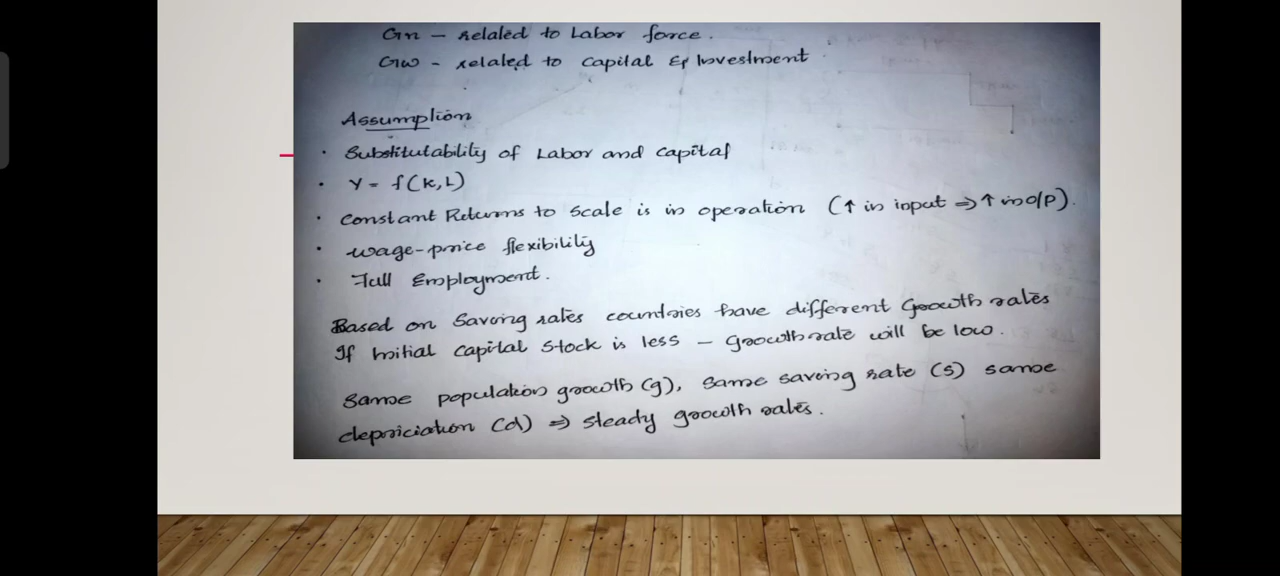 Gn – related to Labor force.
Gw – related to Capital & Investment
Assumption
· Substitutability of Labor and Capital
· Y = f(K,L)
· Constant Returns to Scale is in operation (↑ in input ⇒ ↑ in o/p).
· wage-price flexibility
· Full Employment.
Based on Saving rates countries have different Growth rates
If Initial Capital Stock is less – Growth rate will be low.
Same population growth (g), Same saving rate (s) same
depriciation (d) ⇒ Steady growth rates.